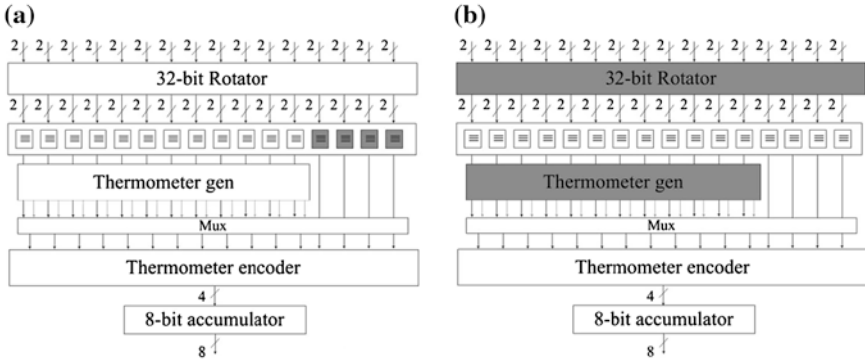 (a)
2 2 2 2 2 2 2 2 2 2 2 2 2 2 2 2
32-bit Rotator
2 2 2 2 2 2 2 2 2 2 2 2 2 2 2 2
Thermometer gen
Mux
Thermometer encoder
4
8-bit accumulator
8
(b)
2 2 2 2 2 2 2 2 2 2 2 2 2 2 2 2
32-bit Rotator
2 2 2 2 2 2 2 2 2 2 2 2 2 2 2 2
Thermometer gen
Mux
Thermometer encoder
4
8-bit accumulator
8